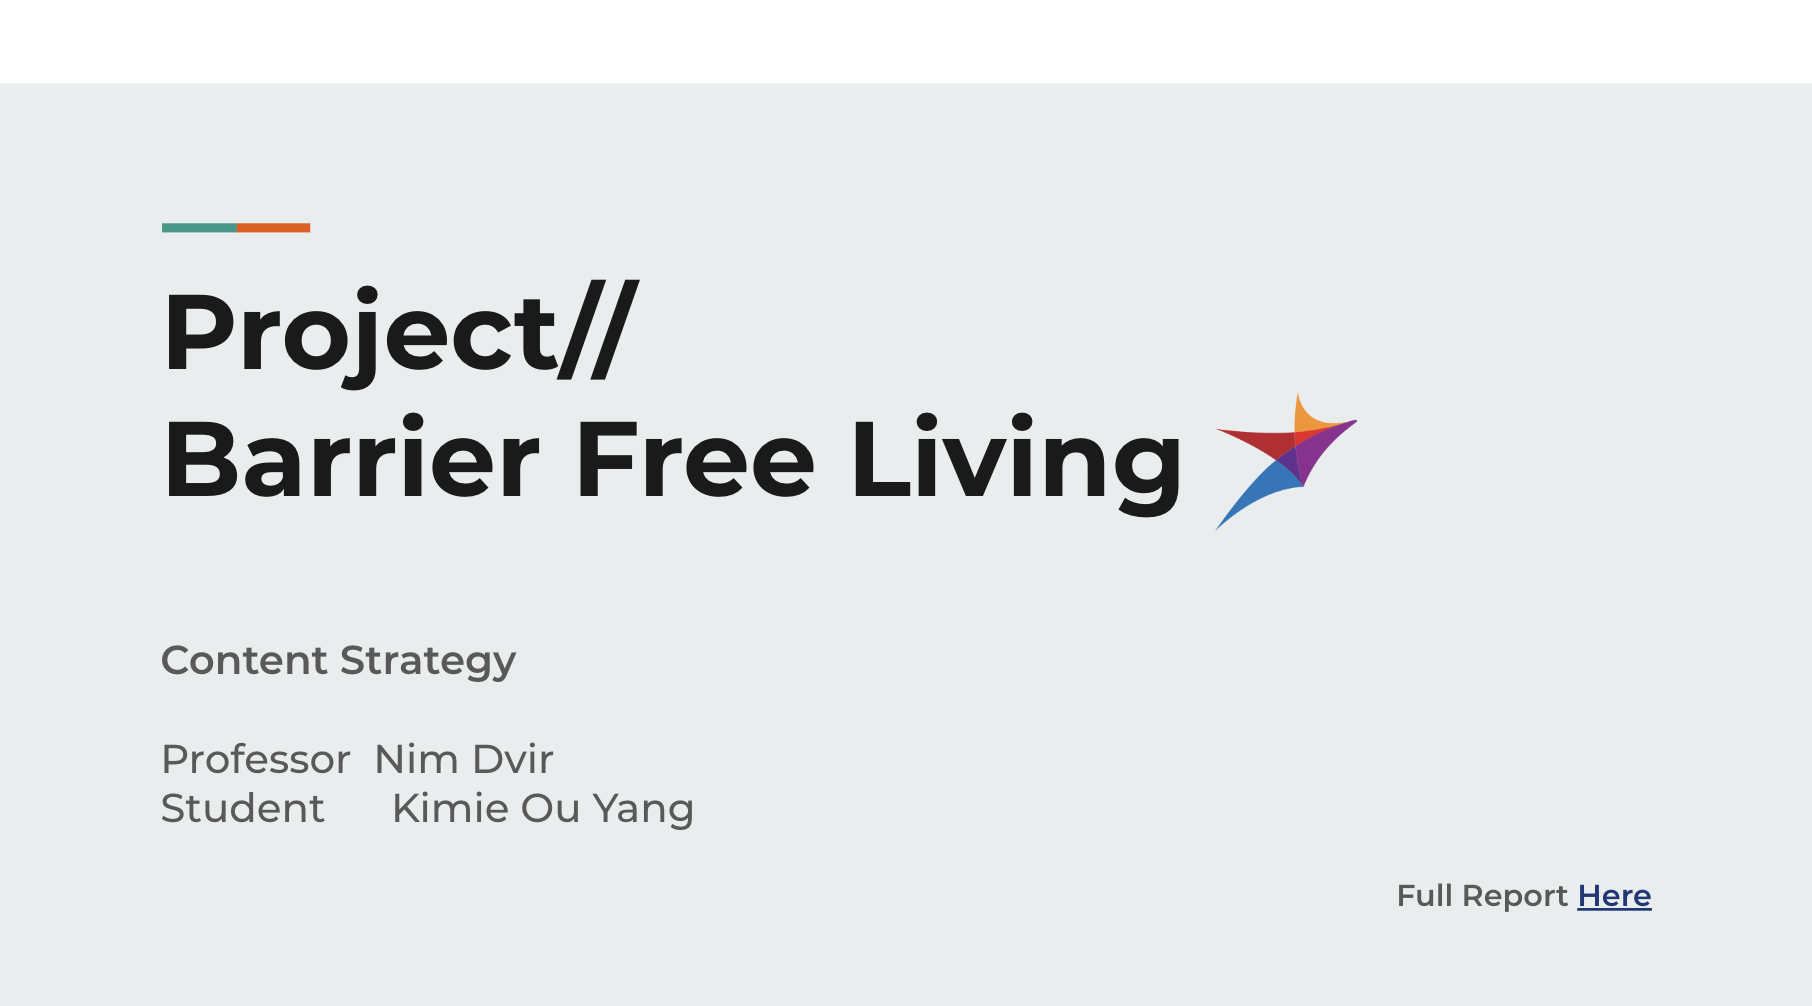 Project//
Barrier Free Living
Content Strategy
Professor Nim Dvir
Student Kimie Ou Yang
Full Report Here